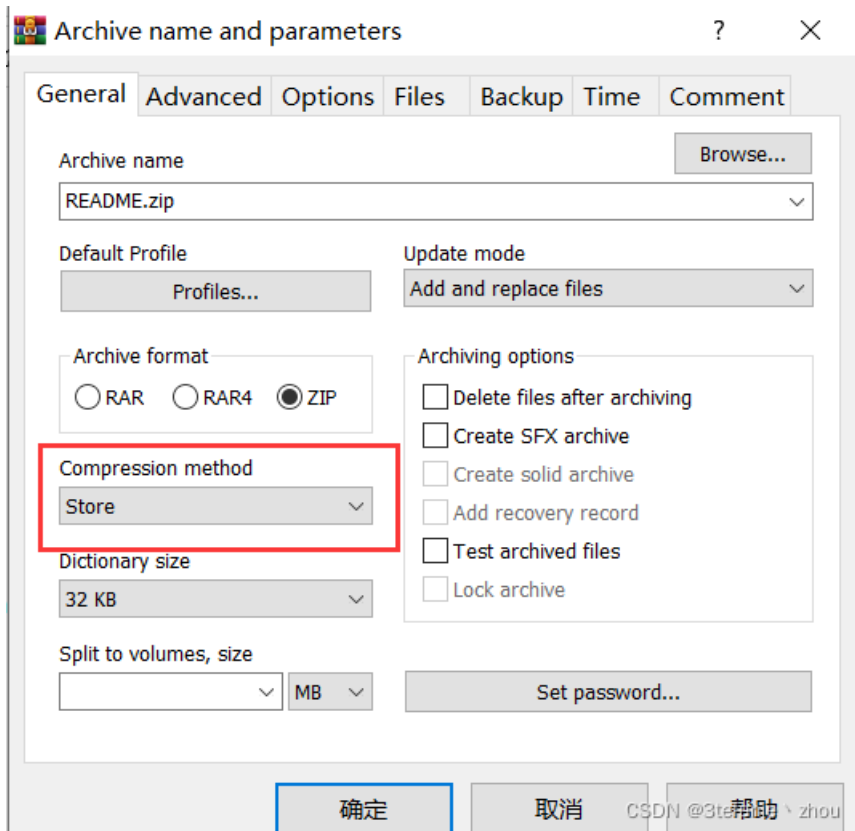 Archive name and parameters
?
General Advanced Options Files Backup Time Comment
Archive name
Browse...
README.zip
Default Profile
Update mode
Profiles...
Add and replace files
Archive format
RAR RAR4 ZIP
Archiving options
Delete files after archiving
Create SFX archive
Create solid archive
Add recovery record
Test archived files
Lock archive
Compression method
Store
Dictionary size
32 KB
Split to volumes, size
MB
Set password...
确定 取消 帮助
CSDN zhou